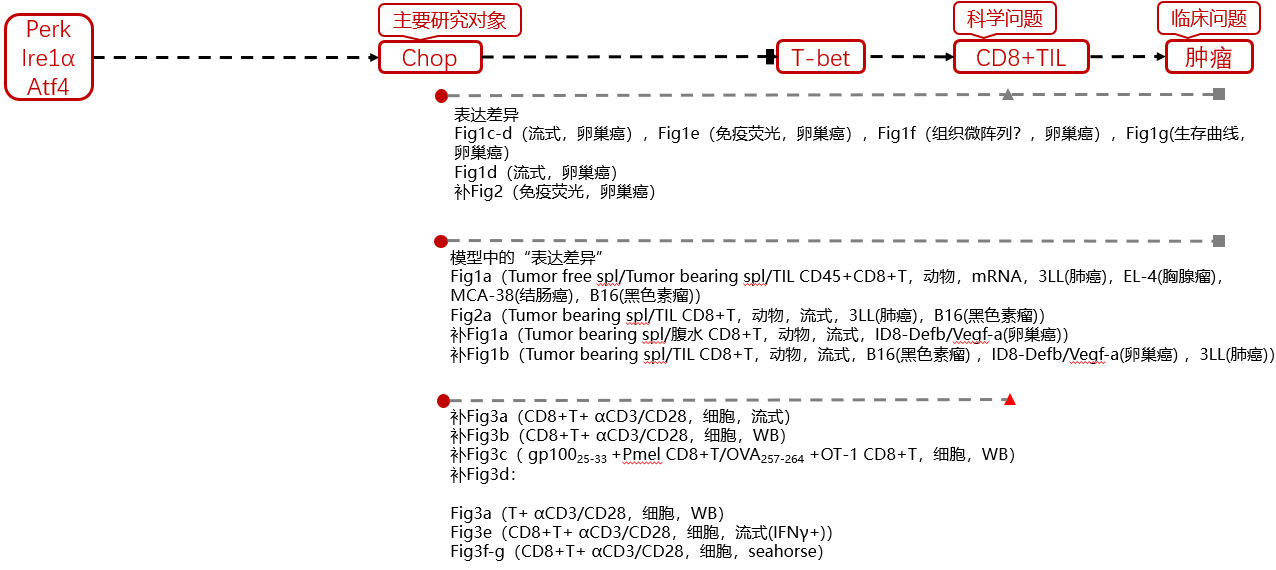 主要研究对象
科学问题
临床问题
Perk
Ire1α
Atf4
Chop
T-bet
CD8+TIL
肿瘤
表达差异
Fig1c-d（流式，卵巢癌），Fig1e（免疫荧光，卵巢癌），Fig1f（组织微阵列？，卵巢癌），Fig1g(生存曲线，
卵巢癌）
Fig1d（流式，卵巢癌）
补Fig2（免疫荧光，卵巢癌）
模型中的“表达差异”
Fig1a（Tumor free spl/Tumor bearing spl/TIL CD45+CD8+T，动物，mRNA，3LL(肺癌)，EL-4(胸腺瘤)，
MCA-38(结肠癌)，B16(黑色素瘤)）
Fig2a（Tumor bearing spl/TIL CD8+T，动物，流式，3LL(肺癌)，B16(黑色素瘤)）
补Fig1a（Tumor bearing spl/腹水 CD8+T，动物，流式，ID8-Defb/Vegf-a(卵巢癌)）
补Fig1b（Tumor bearing spl/TIL CD8+T，动物，流式，B16(黑色素瘤) ，ID8-Defb/Vegf-a(卵巢癌) ，3LL(肺癌)）
补Fig3a（CD8+T+ αCD3/CD28，细胞，流式）
补Fig3b（CD8+T+ αCD3/CD28，细胞，WB）
补Fig3c（ gp100₂₅₋₃₃ +Pmel CD8+T/OVA₂₅₇₋₂₆₄ +OT-1 CD8+T，细胞，WB）
补Fig3d：
Fig3a（T+ αCD3/CD28，细胞，WB）
Fig3e（CD8+T+ αCD3/CD28，细胞，流式(IFNγ+)）
Fig3f-g（CD8+T+ αCD3/CD28，细胞，seahorse）